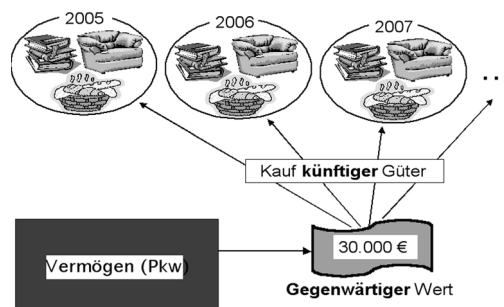 2005
2006
2007
..
Kauf künftiger Güter
Vermögen (Pkw)
30.000 €
Gegenwärtiger Wert